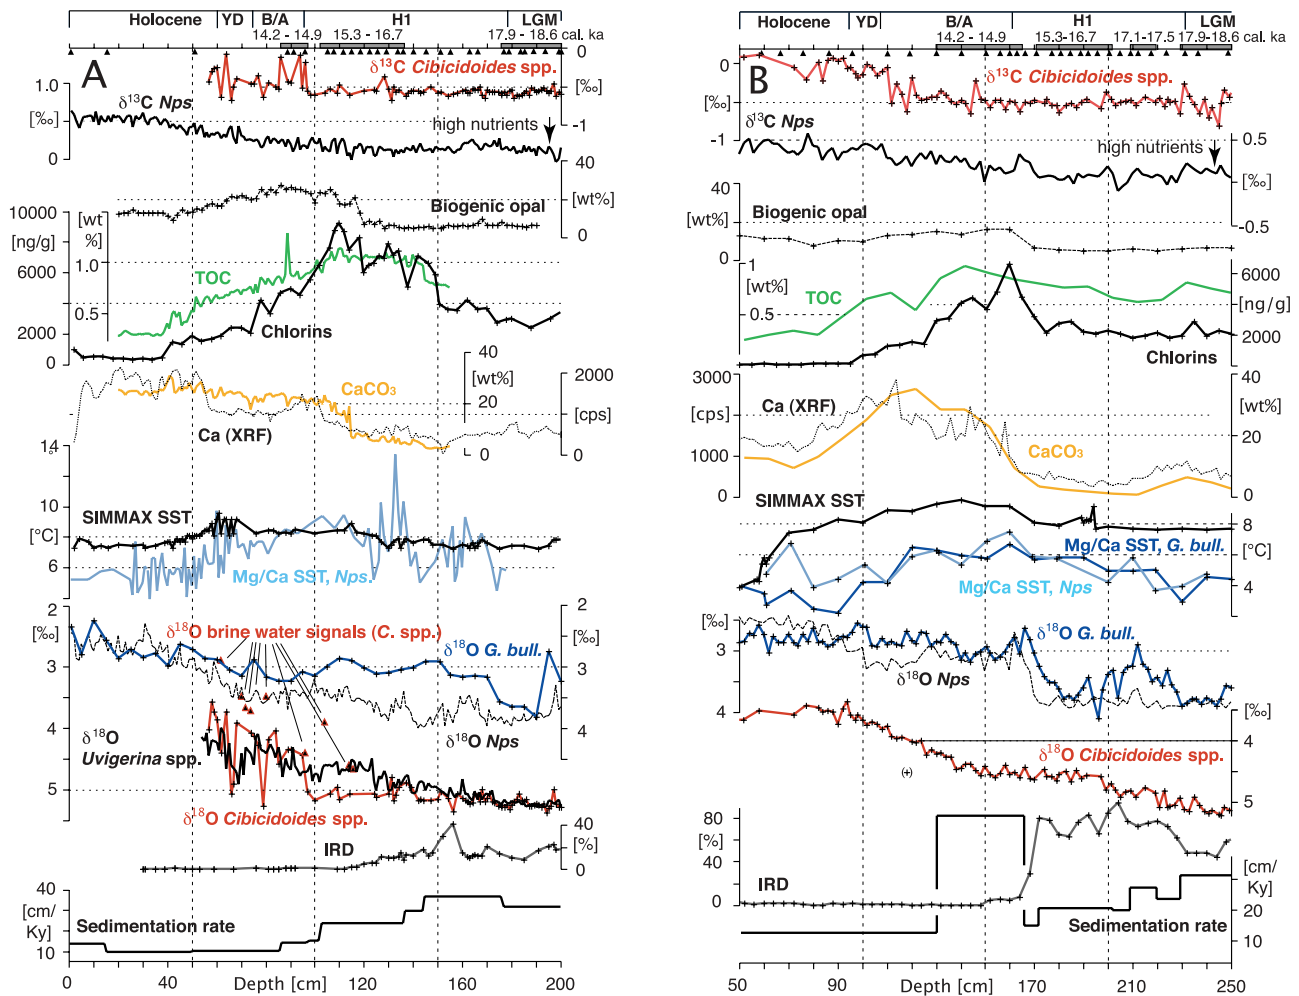 Holocene YD B/A H1 LGM
14.2 - 14.9 15.3 - 16.7 17.9 - 18.6 cal. ka
A
0
δ¹³C Cibicidoides spp.
[‰]
-1
1.0
[‰]
0
δ¹³C Nps
high nutrients
40
[wt%]
0
Biogenic opal
10000
[ng/g]
6000
2000
0
[wt %]
1.0
0.5
TOC
Chlorins
40
[wt%]
20
0
2000
[cps]
0
CaCO₃
Ca (XRF)
14
10
[°C]
6
SIMMAX SST
Mg/Ca SST, Nps.
2
[‰]
3
4
5
2
[‰]
3
4
δ¹⁸O brine water signals (C. spp.)
δ¹⁸O G. bull.
δ¹⁸O Nps
δ¹⁸O
Uvigerina spp.
δ¹⁸O Cibicidoides spp.
40
[%]
0
IRD
40
[cm/
Ky]
10
Sedimentation rate
0 40 80 120 160 200
Depth [cm]
Holocene YD B/A H1 LGM
14.2 - 14.9 15.3-16.7 17.1-17.5 17.9 - 18.6 cal. ka
B
0
[‰]
-1
δ¹³C Cibicidoides spp.
δ¹³C Nps
high nutrients
0.5
[‰]
-0.5
40
[wt%]
0
Biogenic opal
1
[wt%]
0.5
TOC
6000
[ng/g]
2000
Chlorins
3000
[cps]
1000
0
Ca (XRF)
CaCO₃
40
[wt%]
20
0
SIMMAX SST
8
[°C]
4
Mg/Ca SST, G. bull.
Mg/Ca SST, Nps
[‰]
3
4
δ¹⁸O G. bull.
δ¹⁸O Nps
[‰]
4
5
δ¹⁸O Cibicidoides spp.
(+)
80
[%]
40
0
IRD
[cm/
Ky]
20
10
Sedimentation rate
50 90 130 170 210 250
Depth [cm]